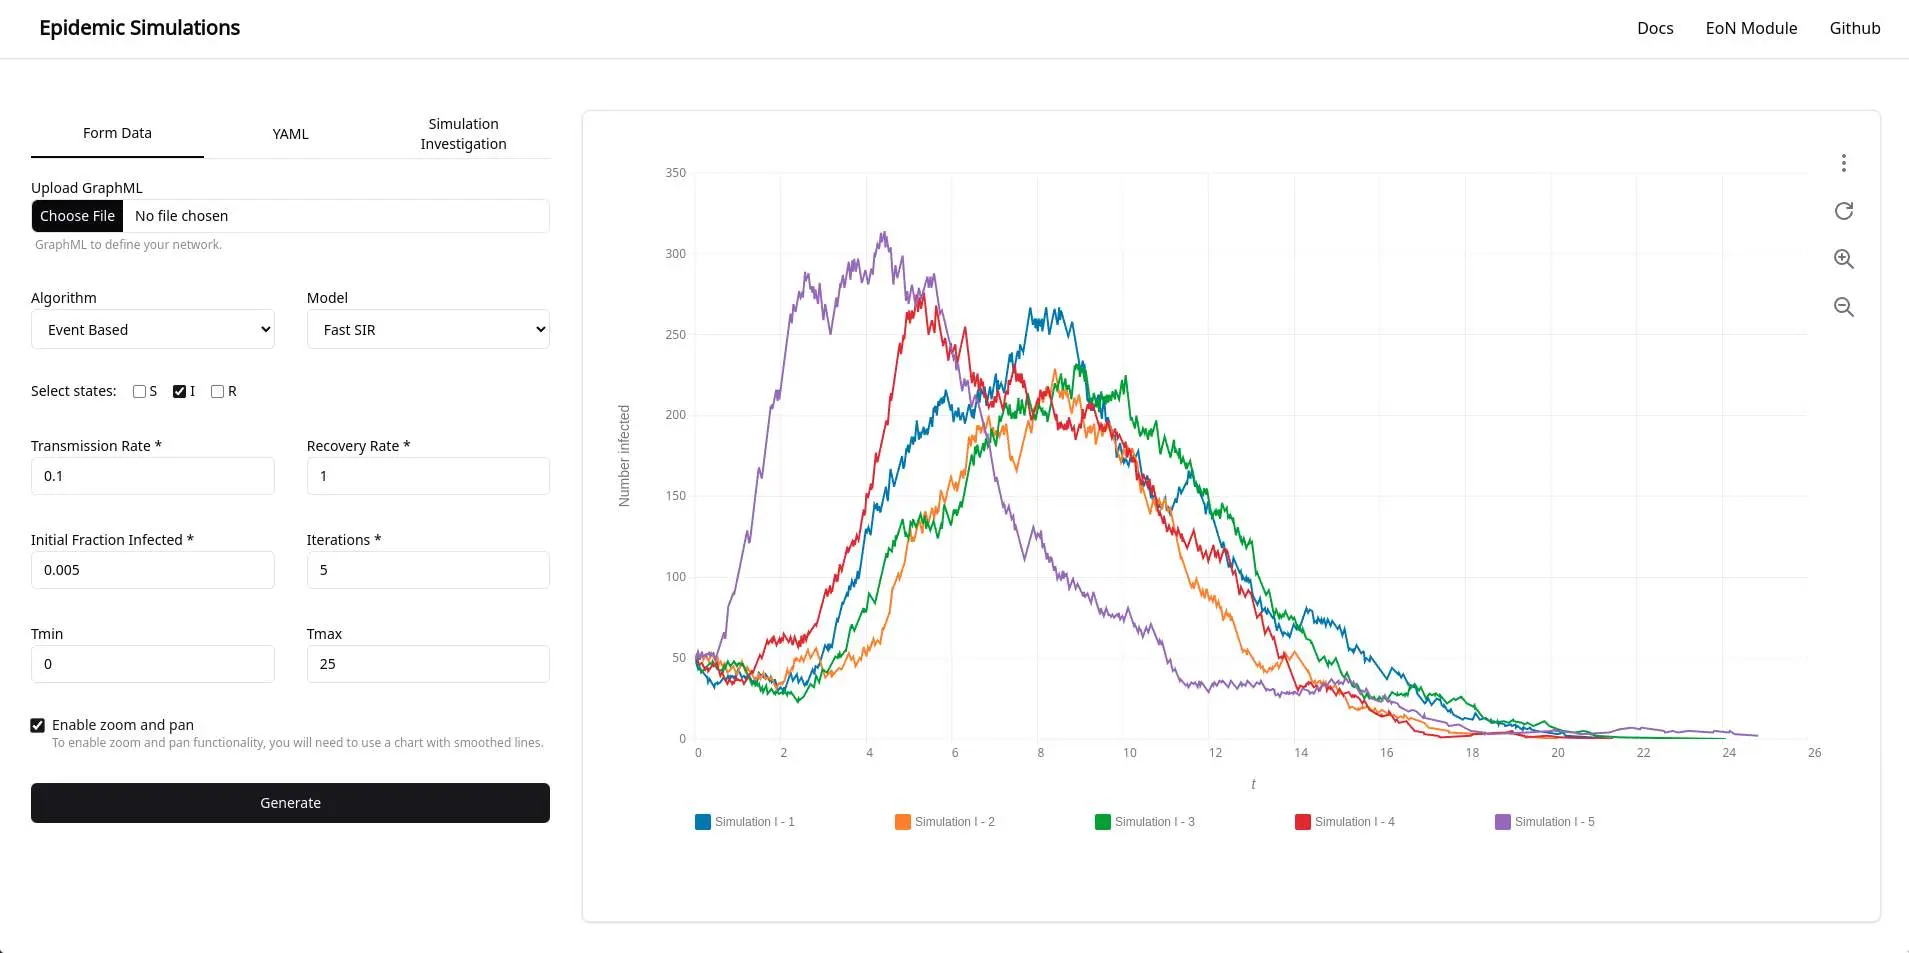 Epidemic Simulations
Docs
EoN Module
Github
Form Data
YAML
Simulation
Investigation
Upload GraphML
Choose File
No file chosen
GraphML to define your network.
Algorithm
Model
Event Based
Fast SIR
Select states:
S
I
R
Transmission Rate *
Recovery Rate *
0.1
1
Initial Fraction Infected *
Iterations *
0.005
5
Tmin
Tmax
0
25
Enable zoom and pan
To enable zoom and pan functionality, you will need to use a chart with smoothed lines.
Generate
Number infected
350
300
250
200
150
100
50
0
0 2 4 6 8 10 12 14 16 18 20 22 24 26
t
Simulation I - 1
Simulation I - 2
Simulation I - 3
Simulation I - 4
Simulation I - 5